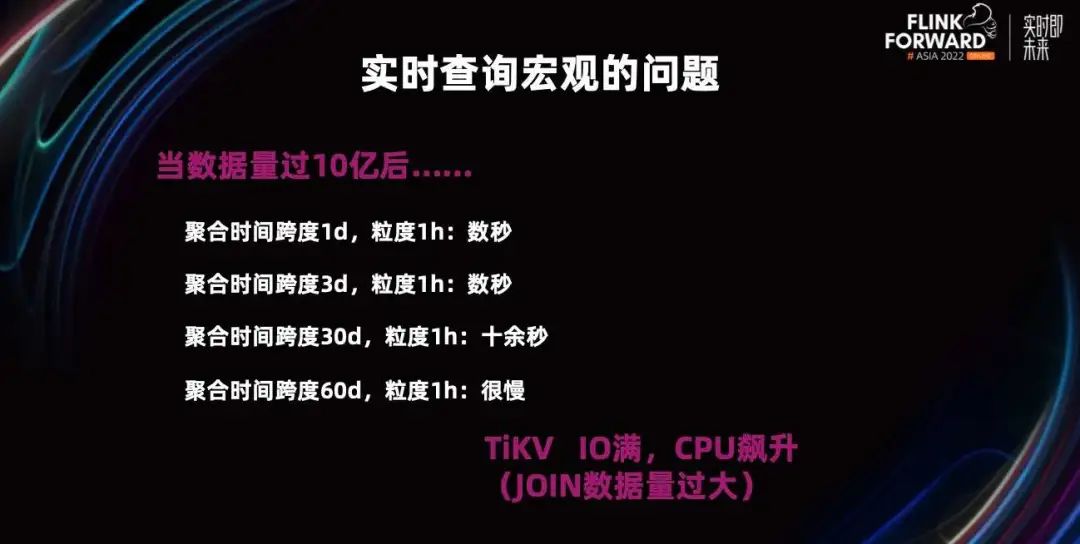 FLINK
FORWARD
# ASIA 2022 ONLINE
实时即
未来
实时查询宏观的问题
当数据量过10亿后......
聚合时间跨度1d，粒度1h：数秒
聚合时间跨度3d，粒度1h：数秒
聚合时间跨度30d，粒度1h：十余秒
聚合时间跨度60d，粒度1h：很慢
TiKV IO满，CPU飙升
（JOIN数据量过大）